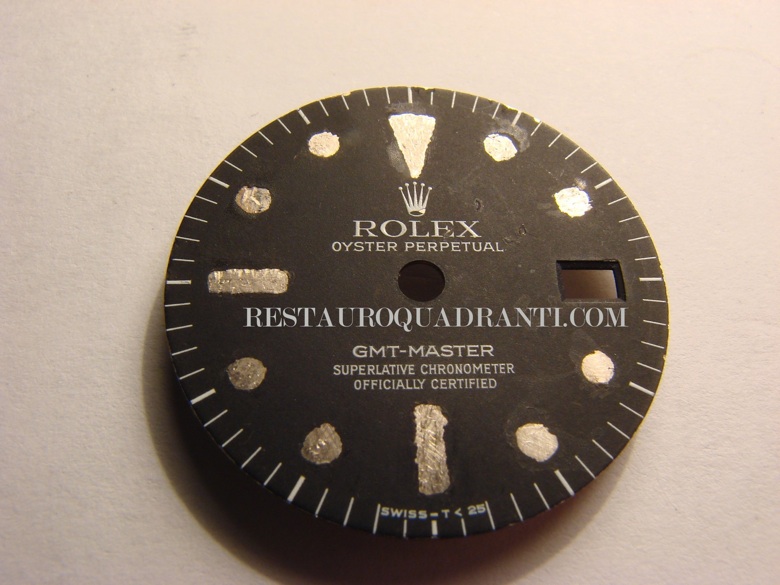 ROLEX
OYSTER PERPETUAL
RESTAUROQUADRANTI.COM
GMT-MASTER
SUPERLATIVE CHRONOMETER
OFFICIALLY CERTIFIED
SWISS-T<25